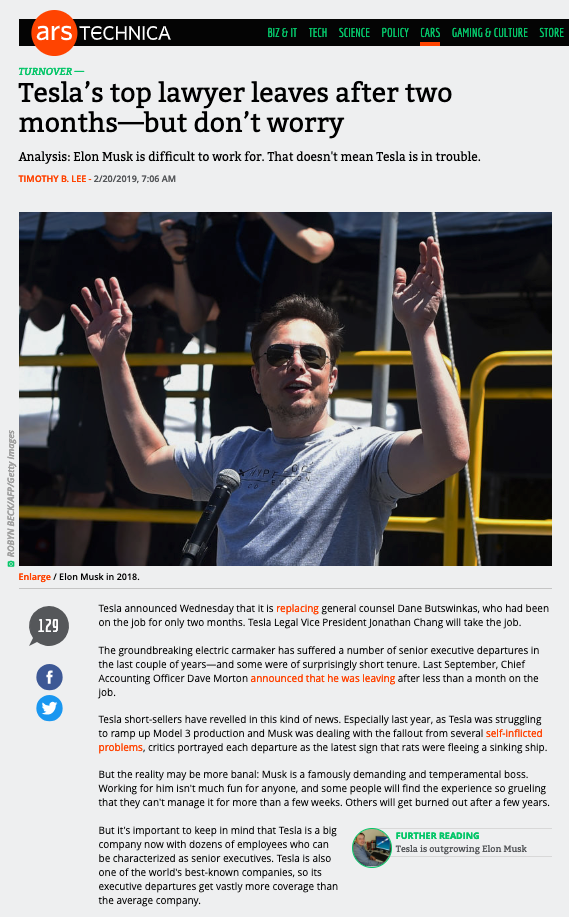 ars TECHNICA
BIZ & IT TECH SCIENCE POLICY CARS GAMING & CULTURE STORE
TURNOVER —
Tesla's top lawyer leaves after two
months—but don't worry
Analysis: Elon Musk is difficult to work for. That doesn't mean Tesla is in trouble.
TIMOTHY B. LEE - 2/20/2019, 7:06 AM
ROBYN BECK/AFP/Getty Images
Enlarge / Elon Musk in 2018.
129
Tesla announced Wednesday that it is replacing general counsel Dane Butswinkas, who had been
on the job for only two months. Tesla Legal Vice President Jonathan Chang will take the job.
The groundbreaking electric carmaker has suffered a number of senior executive departures in
the last couple of years—and some were of surprisingly short tenure. Last September, Chief
Accounting Officer Dave Morton announced that he was leaving after less than a month on the
job.
Tesla short-sellers have revelled in this kind of news. Especially last year, as Tesla was struggling
to ramp up Model 3 production and Musk was dealing with the fallout from several self-inflicted
problems, critics portrayed each departure as the latest sign that rats were fleeing a sinking ship.
But the reality may be more banal: Musk is a famously demanding and temperamental boss.
Working for him isn't much fun for anyone, and some people will find the experience so grueling
that they can't manage it for more than a few weeks. Others will get burned out after a few years.
But it's important to keep in mind that Tesla is a big
company now with dozens of employees who can
be characterized as senior executives. Tesla is also
one of the world's best-known companies, so its
executive departures get vastly more coverage than
the average company.
FURTHER READING
Tesla is outgrowing Elon Musk